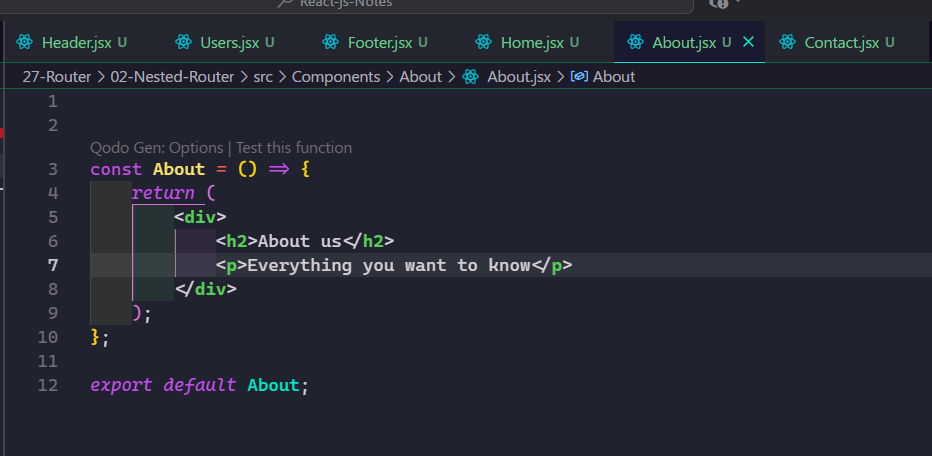 React-js-Notes
Header.jsx U Users.jsx U Footer.jsx U Home.jsx U About.jsx U Contact.jsx U
27-Router > 02-Nested-Router > src > Components > About > About.jsx > About
1
2
Qodo Gen: Options | Test this function
3 const About = () => {
4 return (
5 <div>
6 <h2>About us</h2>
7 <p>Everything you want to know</p>
8 </div>
9 );
10 };
11
12 export default About;